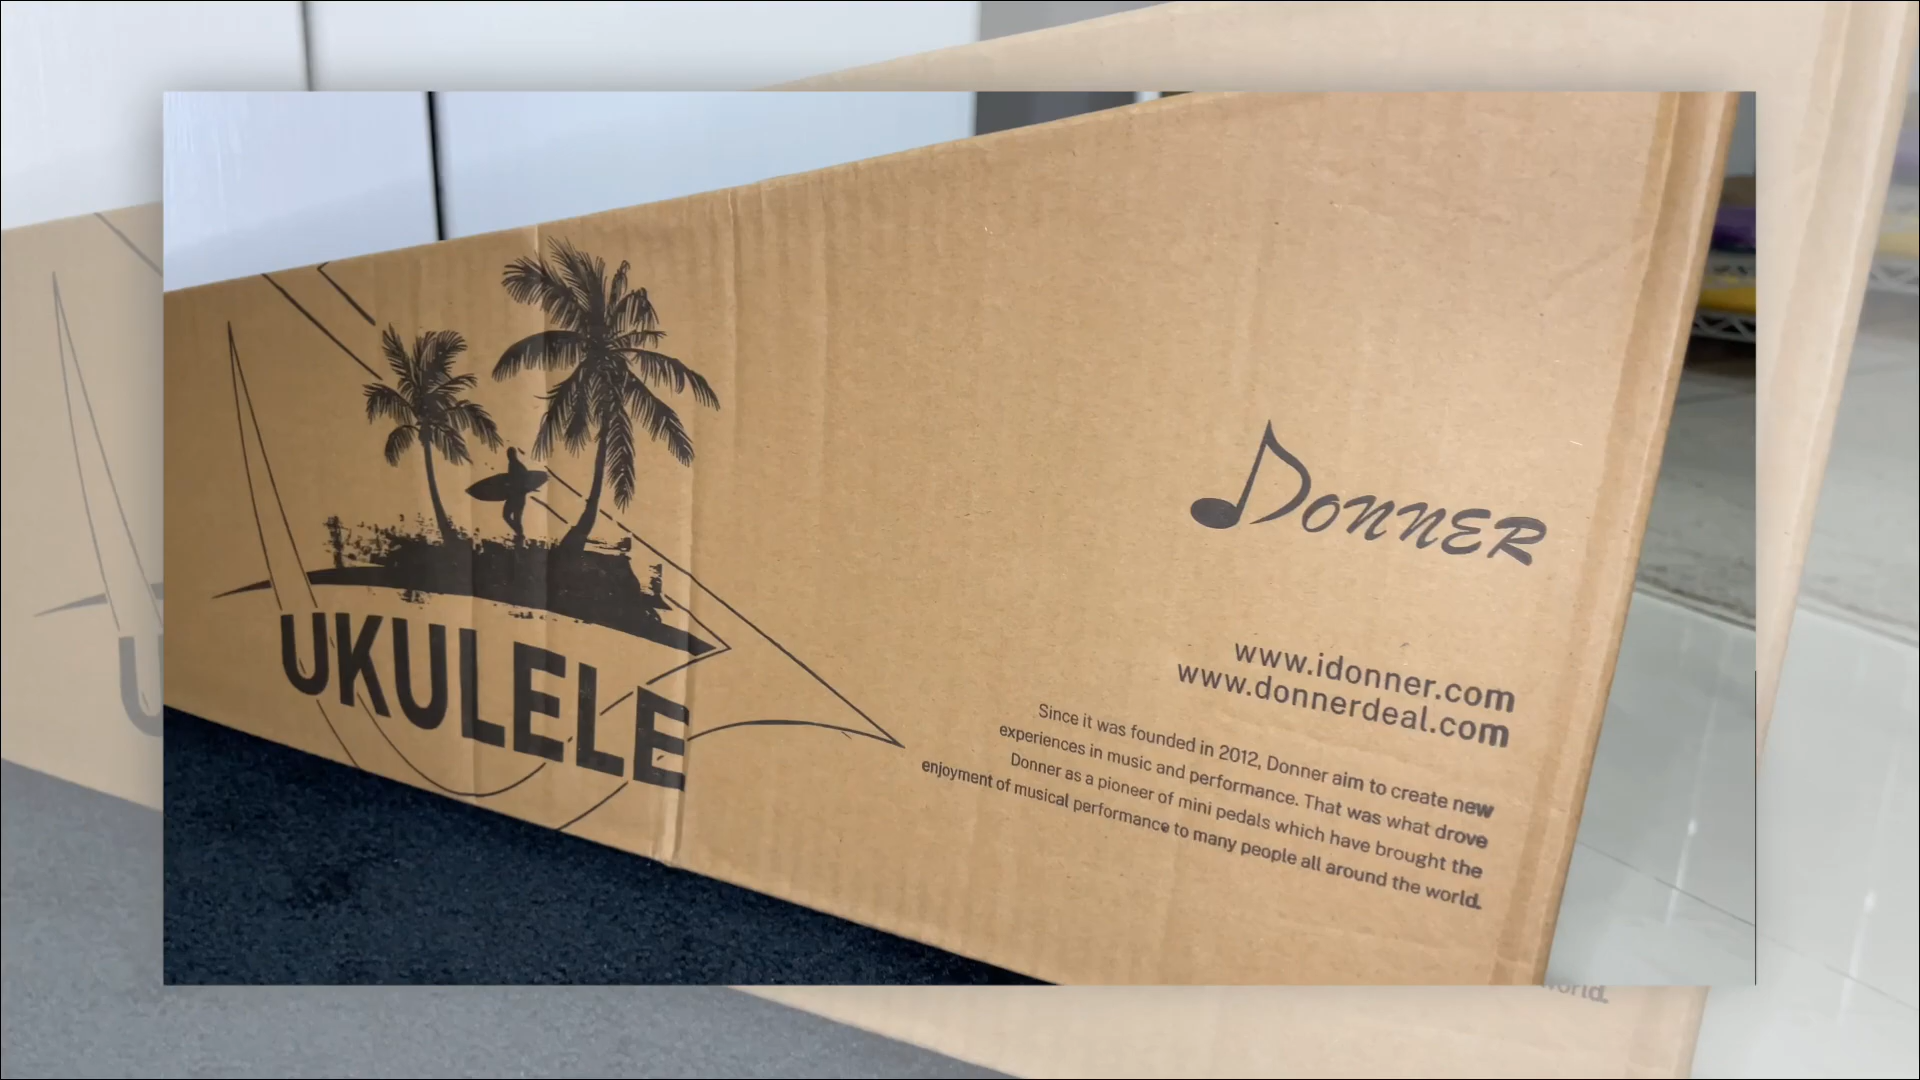 UKULELE
DONNER
www.idonner.com
www.donnerdeal.com
Since it was founded in 2012, Donner aim to create new
experiences in music and performance. That was what drove
Donner as a pioneer of mini pedals which have brought the
enjoyment of musical performance to many people all around the world.
world.